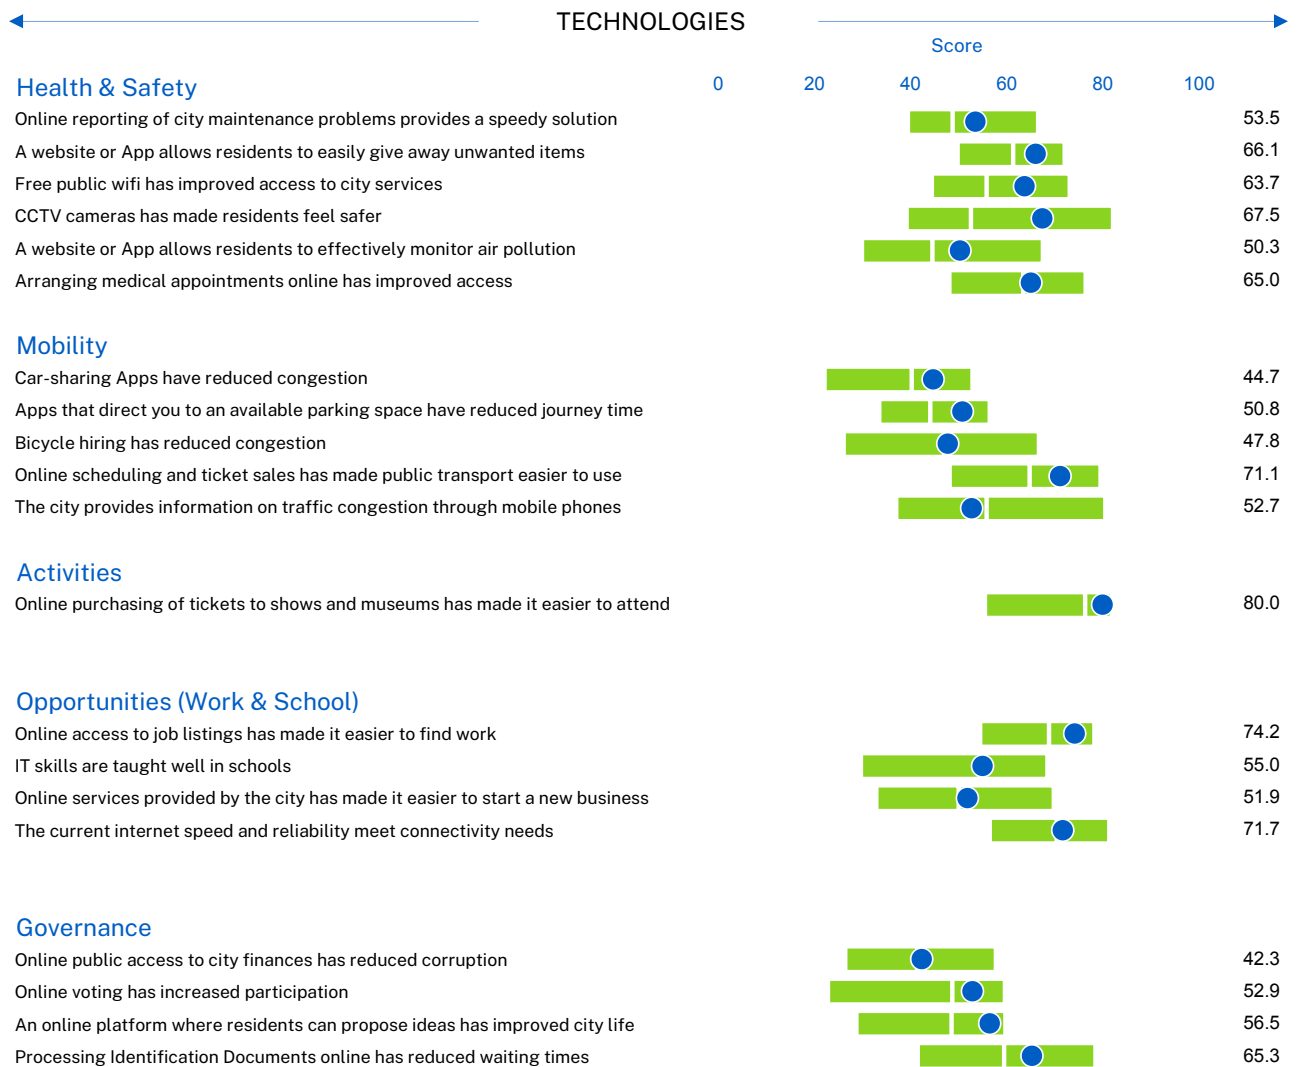 TECHNOLOGIES
Score
Health & Safety 0 20 40 60 80 100
Online reporting of city maintenance problems provides a speedy solution 53.5
A website or App allows residents to easily give away unwanted items 66.1
Free public wifi has improved access to city services 63.7
CCTV cameras has made residents feel safer 67.5
A website or App allows residents to effectively monitor air pollution 50.3
Arranging medical appointments online has improved access 65.0
Mobility
Car-sharing Apps have reduced congestion 44.7
Apps that direct you to an available parking space have reduced journey time 50.8
Bicycle hiring has reduced congestion 47.8
Online scheduling and ticket sales has made public transport easier to use 71.1
The city provides information on traffic congestion through mobile phones 52.7
Activities
Online purchasing of tickets to shows and museums has made it easier to attend 80.0
Opportunities (Work & School)
Online access to job listings has made it easier to find work 74.2
IT skills are taught well in schools 55.0
Online services provided by the city has made it easier to start a new business 51.9
The current internet speed and reliability meet connectivity needs 71.7
Governance
Online public access to city finances has reduced corruption 42.3
Online voting has increased participation 52.9
An online platform where residents can propose ideas has improved city life 56.5
Processing Identification Documents online has reduced waiting times 65.3